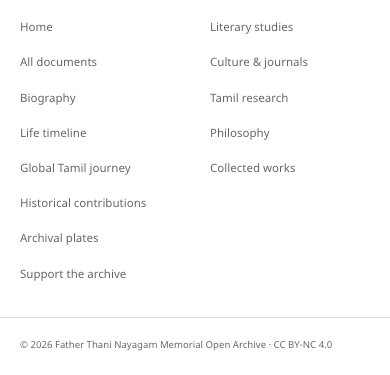 Home
All documents
Biography
Life timeline
Global Tamil journey
Historical contributions
Archival plates
Support the archive
Literary studies
Culture & journals
Tamil research
Philosophy
Collected works
© 2026 Father Thani Nayagam Memorial Open Archive · CC BY-NC 4.0